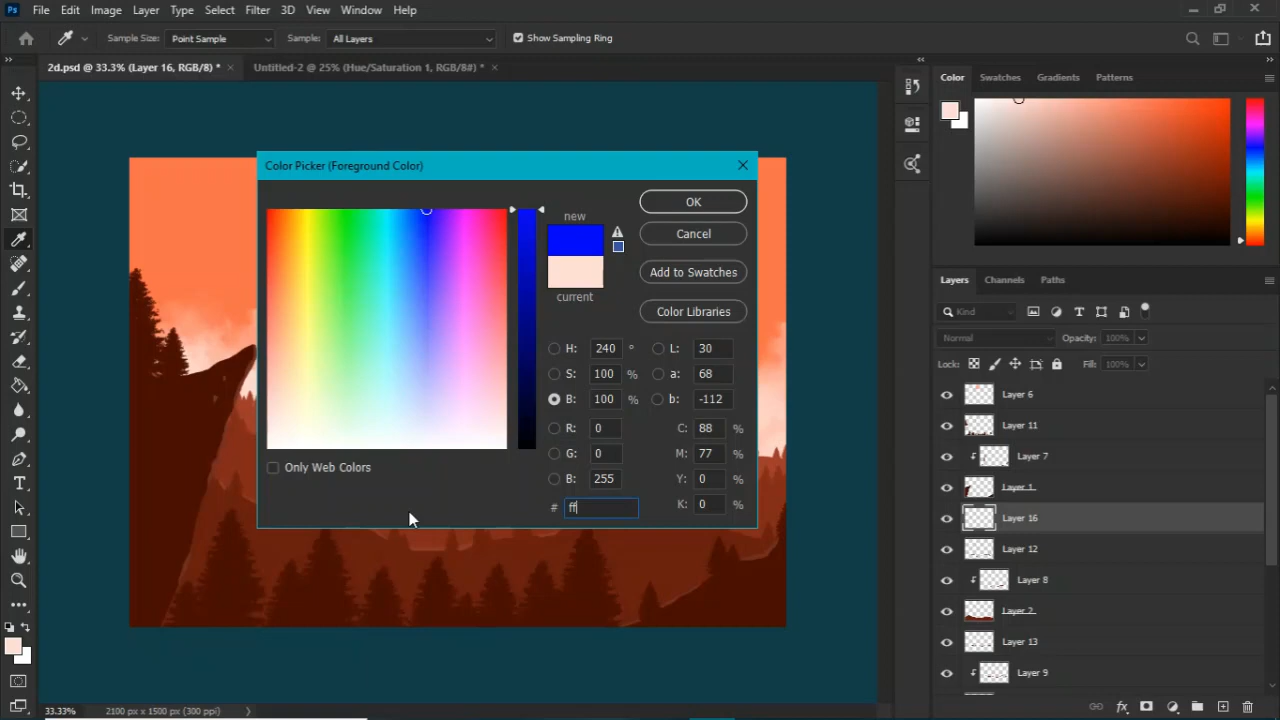 Ps File Edit Image Layer Type Select Filter 3D View Window Help
Sample Size: Point Sample Sample: All Layers Show Sampling Ring
2d.psd @ 33.3% (Layer 16, RGB/8) * × Untitled-2 @ 25% (Hue/Saturation 1, RGB/8#) * ×
Color Picker (Foreground Color)
new
current
OK
Cancel
Add to Swatches
Color Libraries
H: 240 ° L: 30
S: 100 % a: 68
B: 100 % b: -112
R: 0 C: 88 %
G: 0 M: 77 %
B: 255 Y: 0 %
# ff K: 0 %
Only Web Colors
Color Swatches Gradients Patterns
Layers Channels Paths
Kind
Normal Opacity: 100%
Lock: Fill: 100%
Layer 6
Layer 11
Layer 7
Layer 1
Layer 16
Layer 12
Layer 8
Layer 2
Layer 13
Layer 9
33.33% 2100 px x 1500 px (300 ppi)